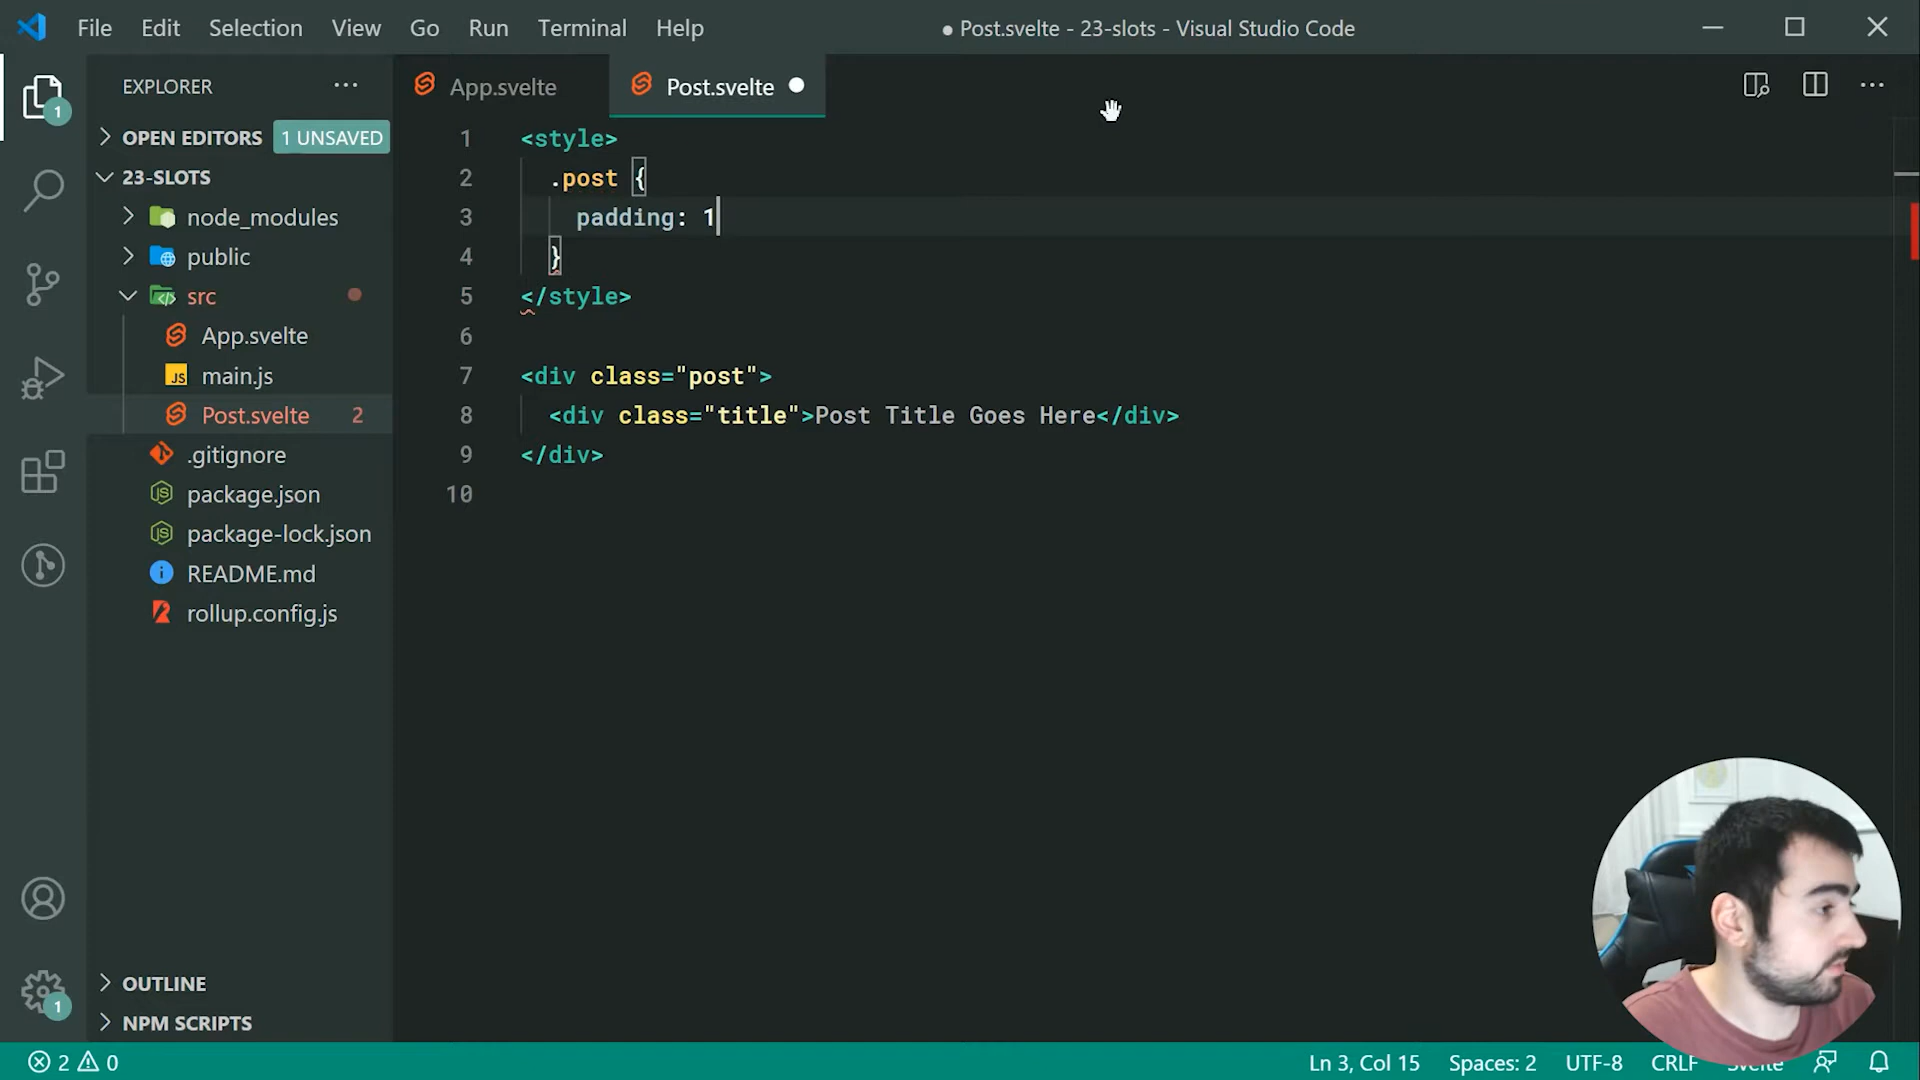 File Edit Selection View Go Run Terminal Help ● Post.svelte - 23-slots - Visual Studio Code
EXPLORER ···
App.svelte
Post.svelte
OPEN EDITORS 1 UNSAVED
23-SLOTS
node_modules
public
src
App.svelte
JS main.js
Post.svelte 2
.gitignore
package.json
package-lock.json
README.md
rollup.config.js
OUTLINE
NPM SCRIPTS
1
1
1 <style>
2 .post {
3 padding: 1
4 }
5 </style>
6
7 <div class="post">
8 <div class="title">Post Title Goes Here</div>
9 </div>
10
2 0 Ln 3, Col 15 Spaces: 2 UTF-8 CRLF Svelte